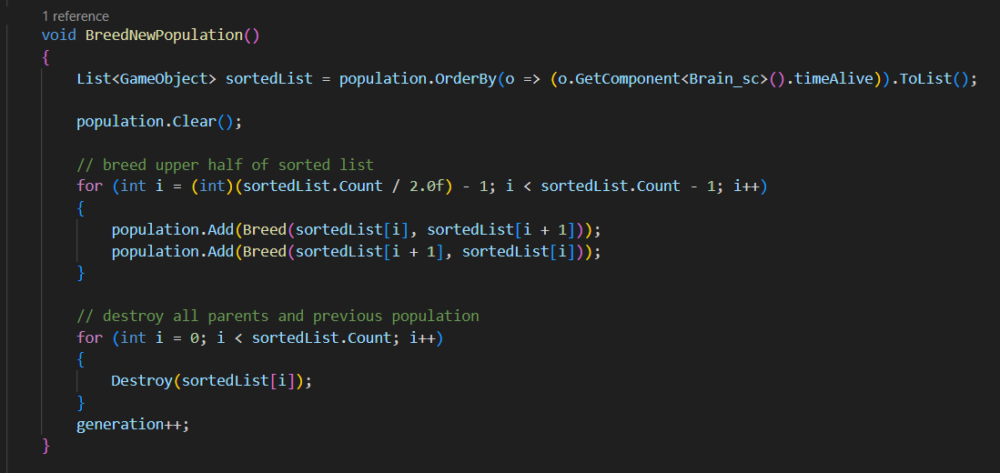 1 reference
void BreedNewPopulation()
{
List<GameObject> sortedList = population.OrderBy(o => (o.GetComponent<Brain_sc>().timeAlive)).ToList();
population.Clear();
// breed upper half of sorted list
for (int i = (int)(sortedList.Count / 2.0f) - 1; i < sortedList.Count - 1; i++)
{
population.Add(Breed(sortedList[i], sortedList[i + 1]));
population.Add(Breed(sortedList[i + 1], sortedList[i]));
}
// destroy all parents and previous population
for (int i = 0; i < sortedList.Count; i++)
{
Destroy(sortedList[i]);
}
generation++;
}